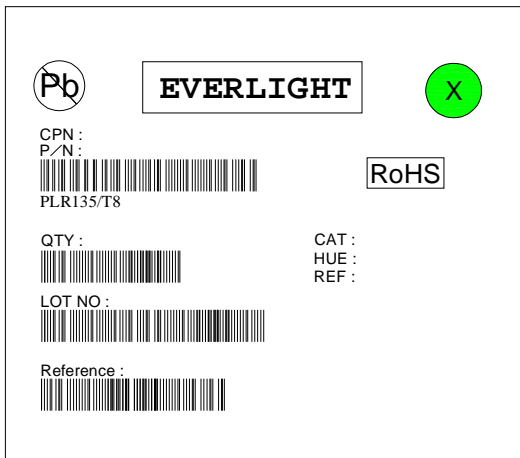 Pb
EVERLIGHT
X
CPN :
P/N :
PLR135/T8
RoHS
QTY :
CAT :
HUE :
REF :
LOT NO :
Reference :